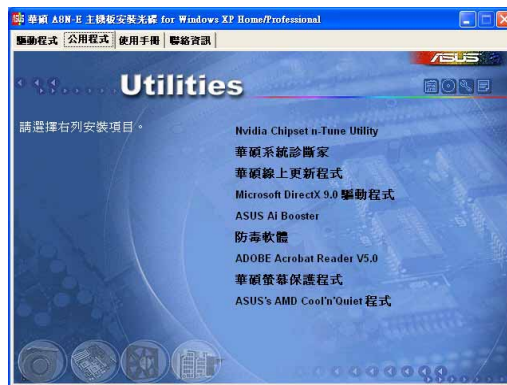 華碩 A8N-E 主機板安裝光碟 for Windows XP Home/Professional
驅動程式 公用程式 使用手冊 聯絡資訊
ASUS
Utilities
請選擇右列安裝項目。
Nvidia Chipset n-Tune Utility
華碩系統診斷家
華碩線上更新程式
Microsoft DirectX 9.0 驅動程式
ASUS Ai Booster
防毒軟體
ADOBE Acrobat Reader V5.0
華碩螢幕保護程式
ASUS's AMD Cool'n'Quiet 程式